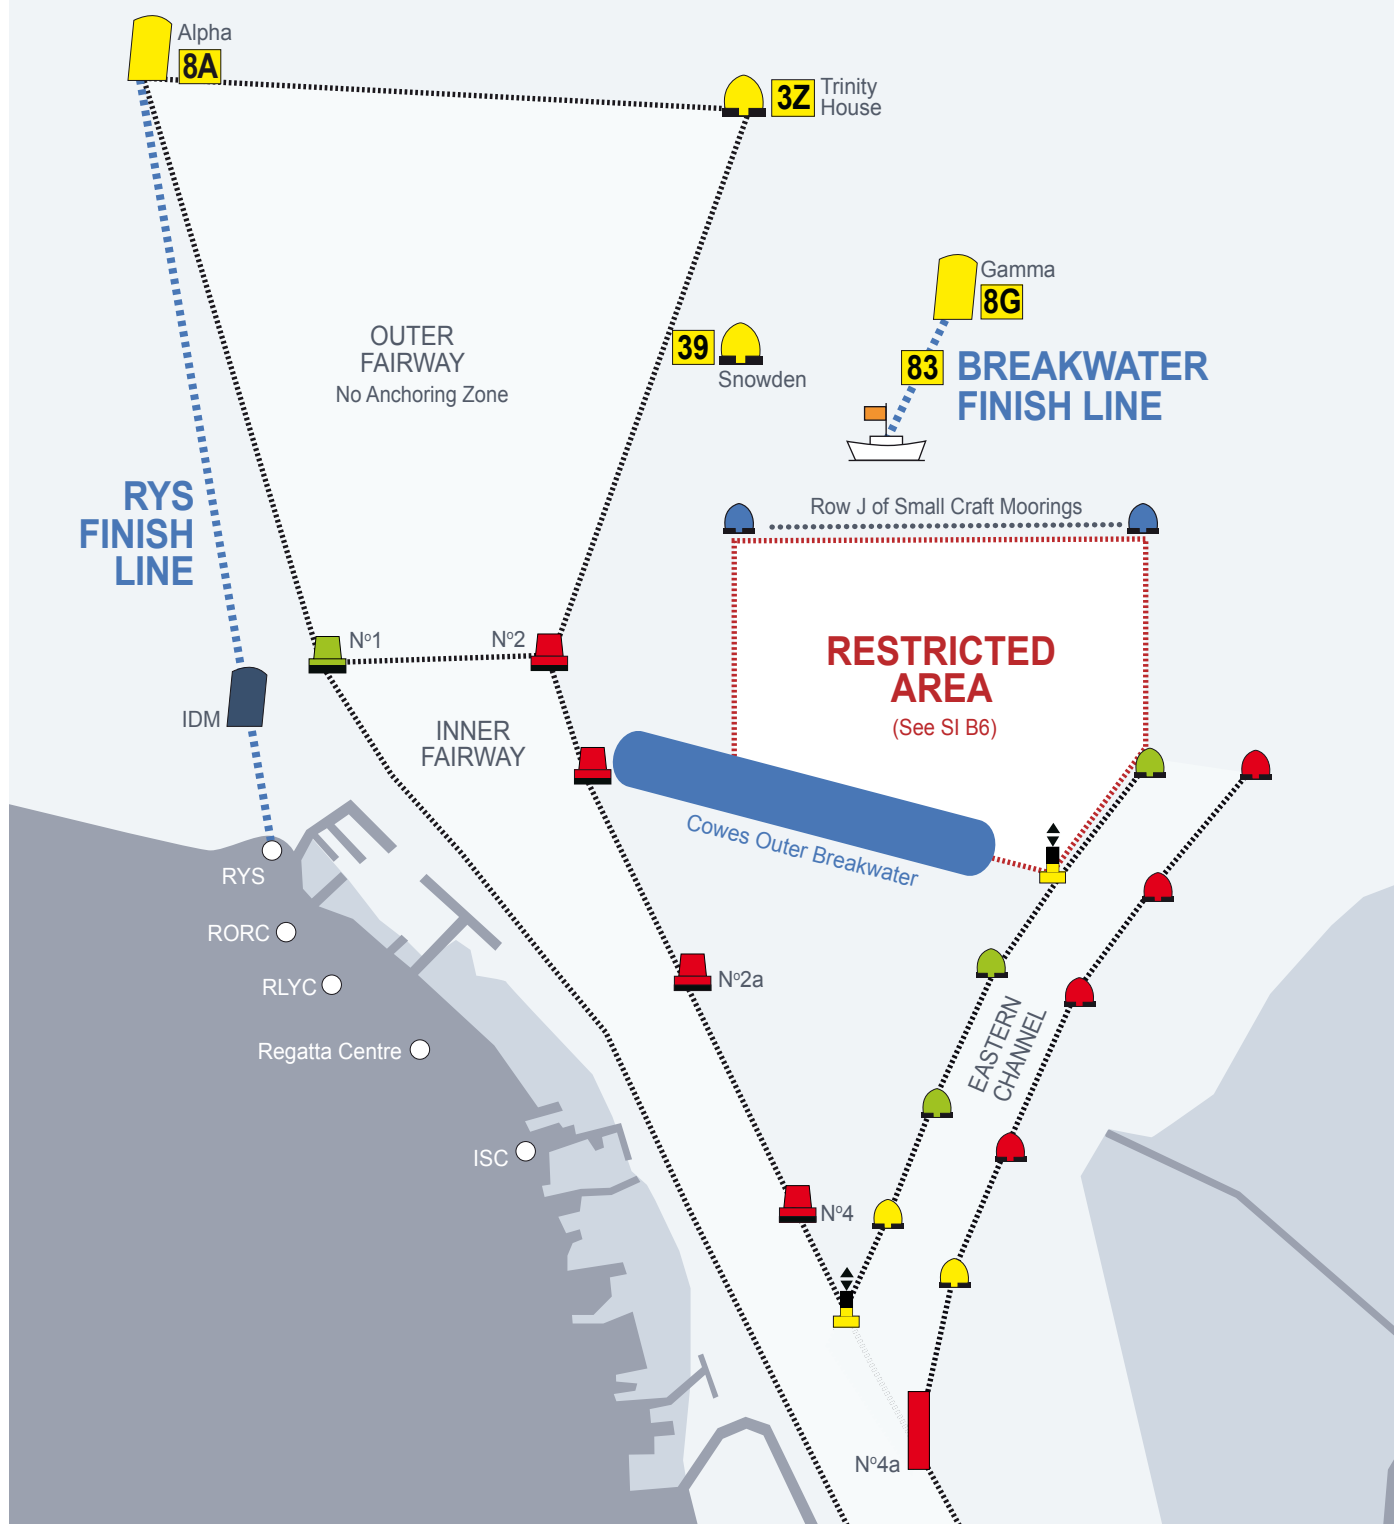 Alpha
8A
3Z
Trinity
House
Gamma
8G
OUTER
FAIRWAY
No Anchoring Zone
39
Snowden
83
BREAKWATER
FINISH LINE
RYS
FINISH
LINE
Row J of Small Craft Moorings
Nº1
Nº2
RESTRICTED
AREA
(See SI B6)
IDM
INNER
FAIRWAY
Cowes Outer Breakwater
RYS
RORC
RLYC
Nº2a
Regatta Centre
EASTERN
CHANNEL
ISC
Nº4
Nº4a